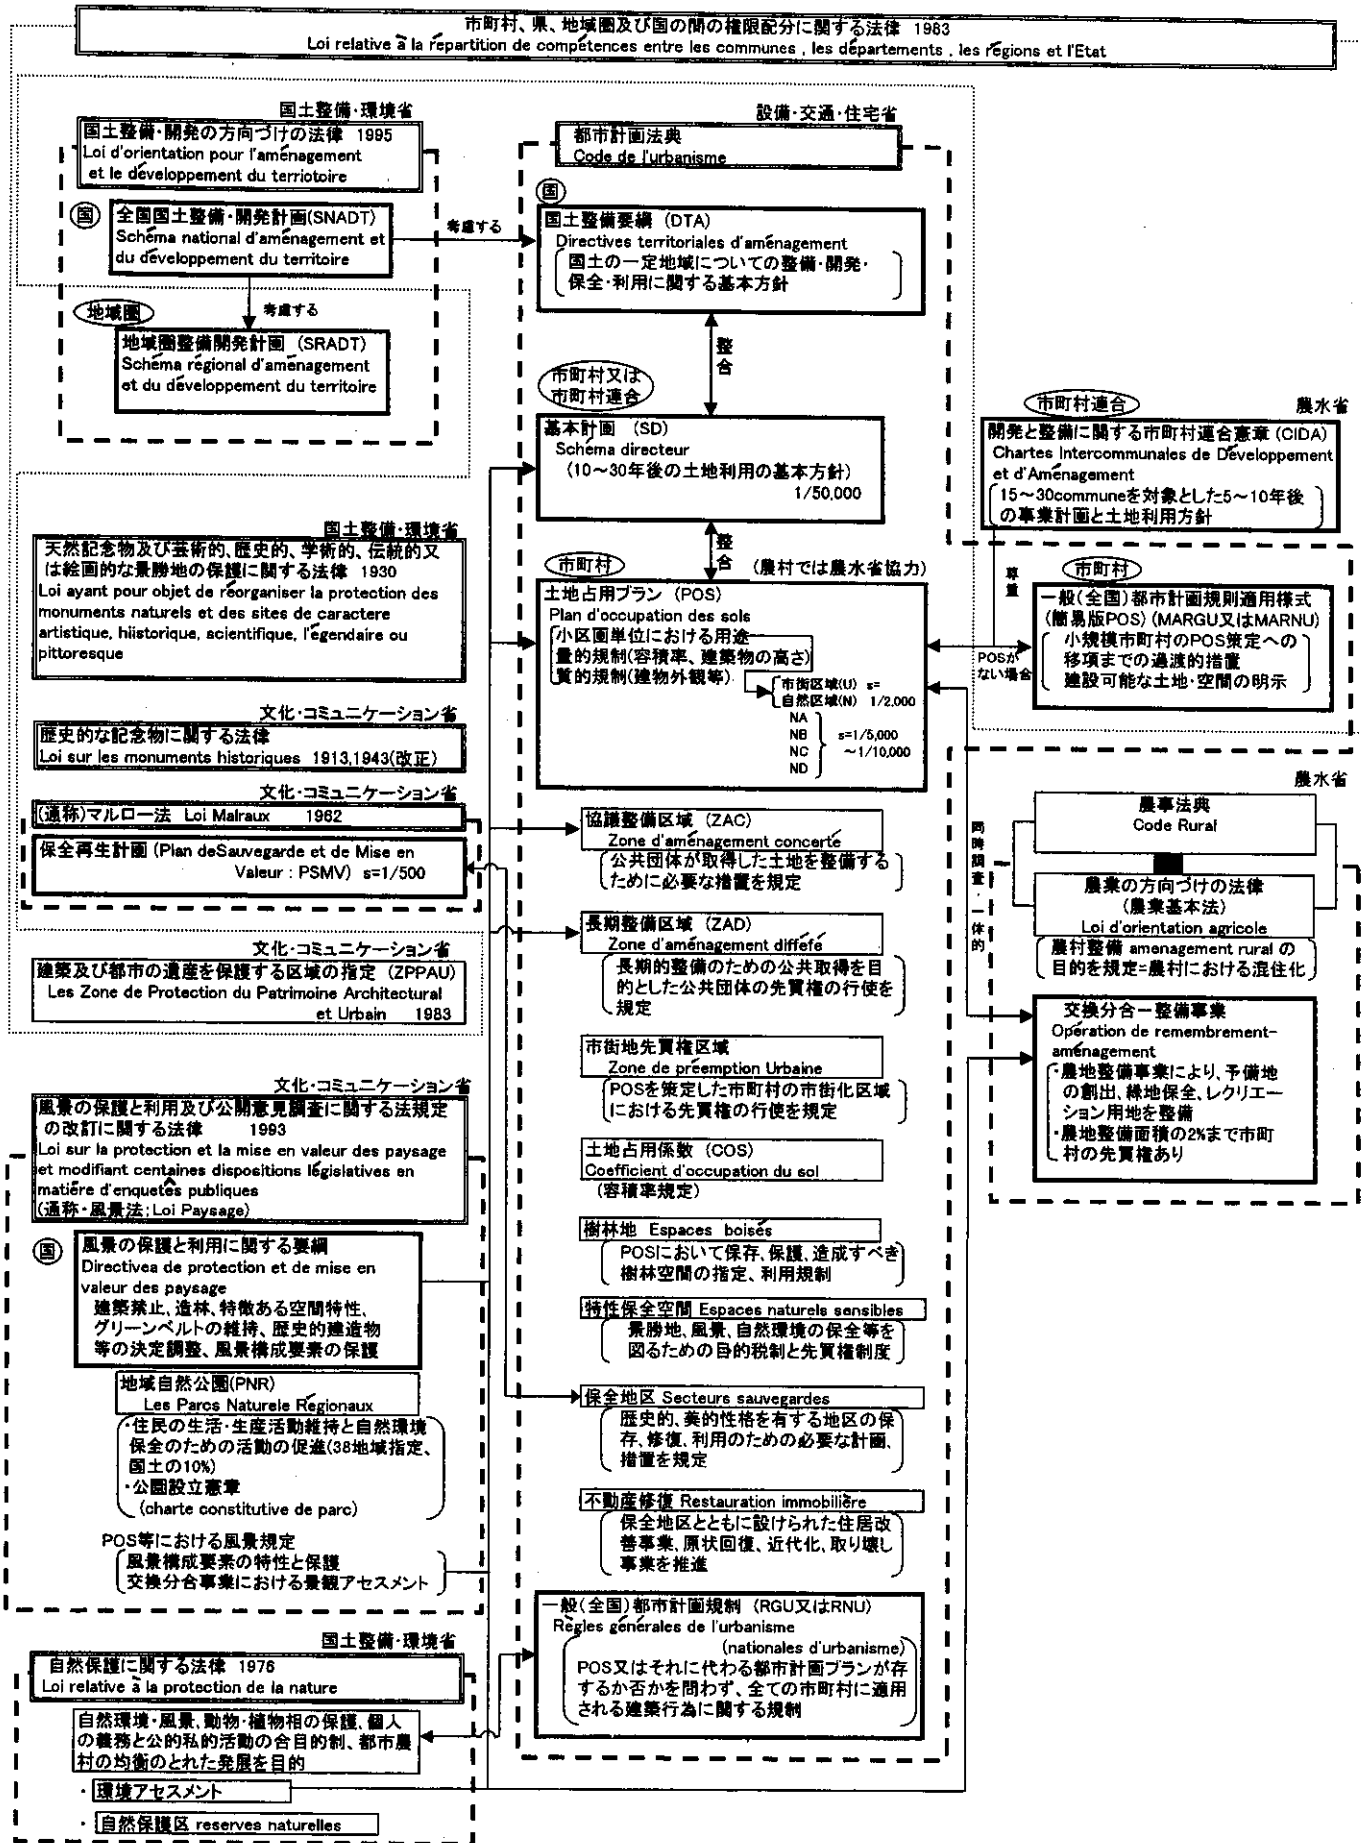 市町村、県、地域圏及び国の間の権限配分に関する法律 1983
Loi relative à la répartition de compétences entre les communes , les départements , les régions et l'Etat
国土整備・環境省
国土整備・開発の方向づけの法律 1995
Loi d'orientation pour l'aménagement
et le développement du terriotoire
国
全国国土整備・開発計画(SNADT)
Schéma national d'aménagement et
du développement du territoire
考慮する
地域圏
考慮する
地域圏整備開発計画 (SRADT)
Schéma régional d'aménagement
et du développement du territoire
設備・交通・住宅省
都市計画法典
Code de l'urbanisme
国
国土整備要綱 (DTA)
Directives territoriales d'aménagement
国土の一定地域についての整備・開発・
保全・利用に関する基本方針
整合
市町村又は
市町村連合
基本計画 (SD)
Schéma directeur
(10～30年後の土地利用の基本方針)
1/50,000
整合
市町村
(農村では農水省協力)
土地占用プラン (POS)
Plan d'occupation des sols
小区画単位における用途
量的規制(容積率、建築物の高さ)
質的規制(建物外観等)
市街区域(U) s=
自然区域(N) 1/2,000
NA
NB s=1/5,000
NC ～1/10,000
ND
市町村連合
農水省
開発と整備に関する市町村連合憲章 (CIDA)
Chartes Intercommunales de Développement
et d'Aménagement
15～30communeを対象とした5～10年後
の事業計画と土地利用方針
尊重
市町村
POSが
ない場合
一般(全国)都市計画規則適用様式
(簡易版POS) (MARGU又はMARNU)
小規模市町村のPOS策定への
移項までの過渡的措置
建設可能な土地・空間の明示
国土整備・環境省
天然記念物及び芸術的、歴史的、学術的、伝統的又
は絵画的な景勝地の保護に関する法律 1930
Loi ayant pour objet de réorganiser la protection des
monuments naturels et des sites de caractere
artistique, hiistorique, scientifique, l'égendaire ou
pittoresque
文化・コミュニケーション省
歴史的な記念物に関する法律
Loi sur les monuments historiques 1913,1943(改正)
文化・コミュニケーション省
(通称)マルロー法 Loi Malraux 1962
保全再生計画 (Plan deSauvegarde et de Mise en
Valeur : PSMV) s=1/500
文化・コミュニケーション省
建築及び都市の遺産を保護する区域の指定 (ZPPAU)
Les Zone de Protection du Patrimoine Architectural
et Urbain 1983
文化・コミュニケーション省
風景の保護と利用及び公開意見調査に関する法規定
の改訂に関する法律 1993
Loi sur la protection et la mise en valeur des paysage
et modifiant centaines dispositions législatives en
matiére d'enquetês publiques
(通称・風景法;Loi Paysage)
国
風景の保護と利用に関する要綱
Directivea de protection et de mise en
valeur des paysage
建築禁止、造林、特徴ある空間特性、
グリーンベルトの維持、歴史的建造物
等の決定調整、風景構成要素の保護
地域自然公園(PNR)
Les Parcs Naturele Régionaux
・住民の生活・生産活動維持と自然環境
保全のための活動の促進(38地域指定、
国土の10%)
・公園設立憲章
(charte constitutive de parc)
POS等における風景規定
風景構成要素の特性と保護
交換分合事業における景観アセスメント
国土整備・環境省
自然保護に関する法律 1976
Loi relative à la protection de la nature
自然環境・風景、動物・植物相の保護、個人
の義務と公的私的活動の合目的制、都市農
村の均衡のとれた発展を目的
・環境アセスメント
・自然保護区 reserves naturelles
協議整備区域 (ZAC)
Zone d'aménagement concerté
公共団体が取得した土地を整備する
ために必要な措置を規定
長期整備区域 (ZAD)
Zone d'aménagement difféfé
長期的整備のための公共取得を目
的とした公共団体の先買権の行使を
規定
市街地先買権区域
Zone de préemption Urbaine
POSを策定した市町村の市街化区域
における先買権の行使を規定
土地占用係数 (COS)
Coefficient d'occupation du sol
(容積率規定)
樹林地 Espaces boisés
POSにおいて保存、保護、造成すべき
樹林空間の指定、利用規制
特性保全空間 Espaces naturels sensibles
景勝地、風景、自然環境の保全等を
図るための目的税制と先買権制度
保全地区 Secteurs sauvegardes
歴史的、美的性格を有する地区の保
存、修復、利用のための必要な計画、
措置を規定
不動産修復 Restauration immobilière
保全地区とともに設けられた住居改
善事業、原状回復、近代化、取り壊し
事業を推進
一般(全国)都市計画規制 (RGU又はRNU)
Règles générales de l'urbanisme
(nationales d'urbanisme)
POS又はそれに代わる都市計画プランが存
するか否かを問わず、全ての市町村に適用
される建築行為に関する規制
同時調査・一体的
農水省
農事法典
Code Rural
農業の方向づけの法律
(農業基本法)
Loi d'orientation agricole
農村整備 amenagement rural の
目的を規定=農村における混住化
交換分合ー整備事業
Opération de remembrement-
aménagement
・農地整備事業により、予備地
の創出、緑地保全、レクリエー
ション用地を整備
・農地整備面積の2%まで市町
村の先買権あり